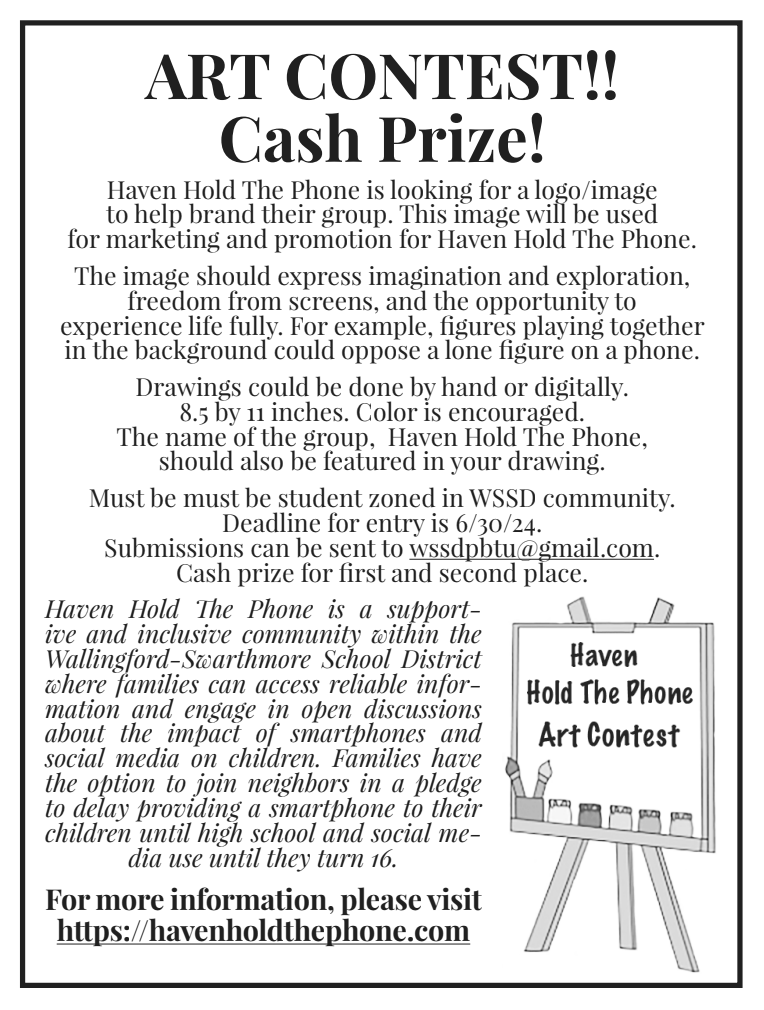 ART CONTEST!!
Cash Prize!
Haven Hold The Phone is looking for a logo/image
to help brand their group. This image will be used
for marketing and promotion for Haven Hold The Phone.
The image should express imagination and exploration,
freedom from screens, and the opportunity to
experience life fully. For example, figures playing together
in the background could oppose a lone figure on a phone.
Drawings could be done by hand or digitally.
8.5 by 11 inches. Color is encouraged.
The name of the group, Haven Hold The Phone,
should also be featured in your drawing.
Must be must be student zoned in WSSD community.
Deadline for entry is 6/30/24.
Submissions can be sent to wssdpbtu@gmail.com.
Cash prize for first and second place.
Haven Hold The Phone is a support-
ive and inclusive community within the
Wallingford-Swarthmore School District
where families can access reliable infor-
mation and engage in open discussions
about the impact of smartphones and
social media on children. Families have
the option to join neighbors in a pledge
to delay providing a smartphone to their
children until high school and social me-
dia use until they turn 16.
For more information, please visit
https://havenholdthephone.com
Haven
Hold The Phone
Art Contest